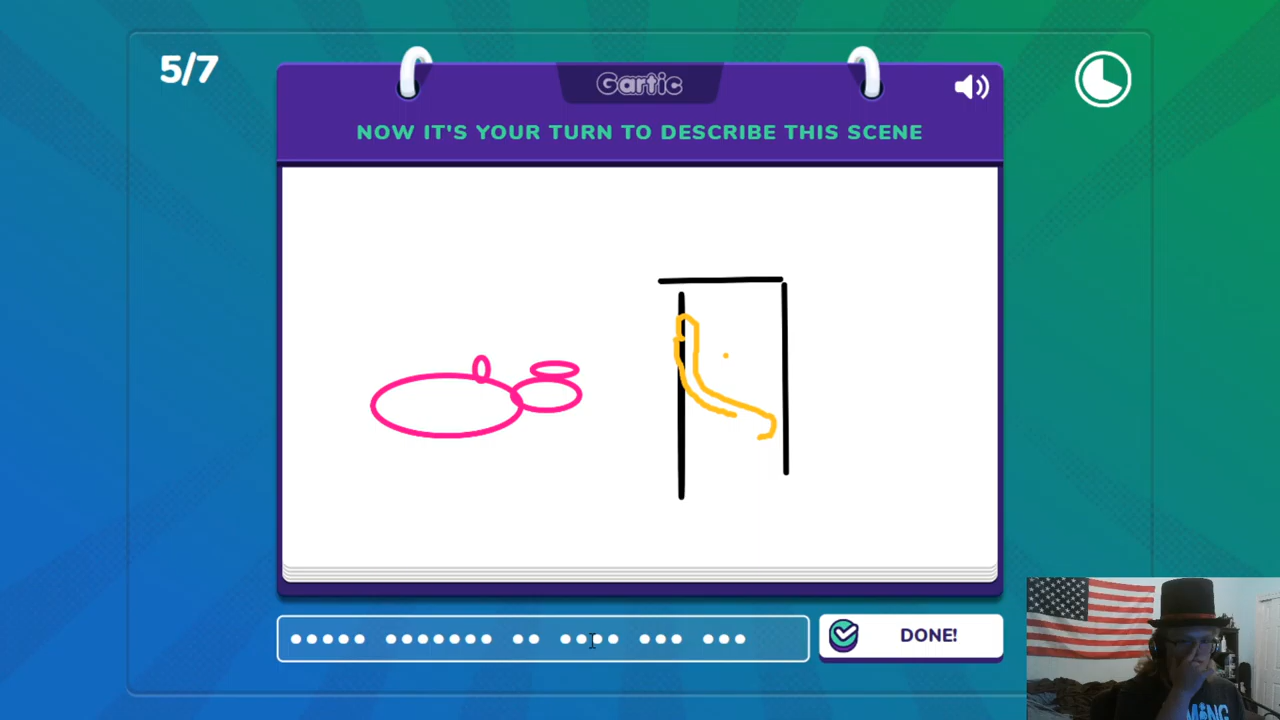 5/7
Gartic
NOW IT'S YOUR TURN TO DESCRIBE THIS SCENE
••••• ••••••• •• •••• ••• •••
DONE!